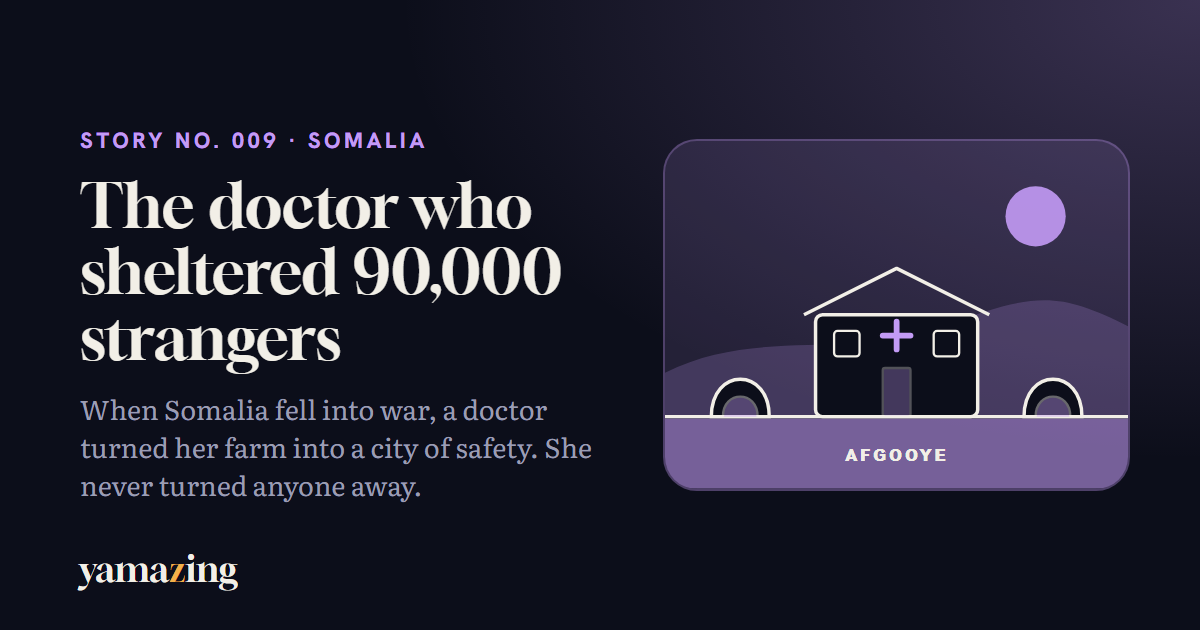 STORY NO. 009 · SOMALIA
The doctor who
sheltered 90,000
strangers
When Somalia fell into war, a doctor
turned her farm into a city of safety. She
never turned anyone away.
AFGOOYE
yamazing